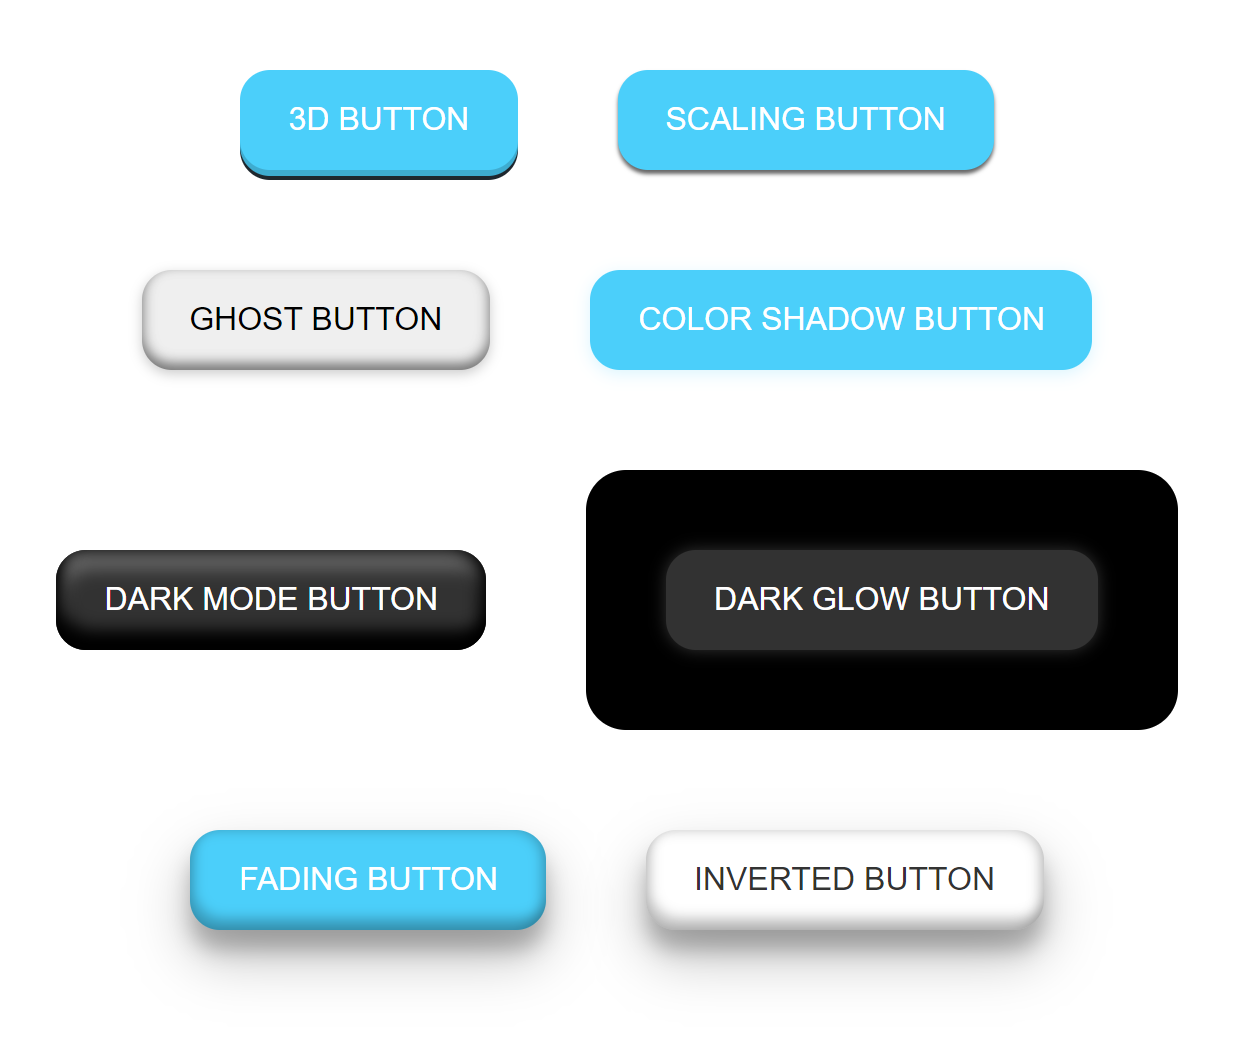 3D BUTTON
SCALING BUTTON
GHOST BUTTON
COLOR SHADOW BUTTON
DARK MODE BUTTON
DARK GLOW BUTTON
FADING BUTTON
INVERTED BUTTON